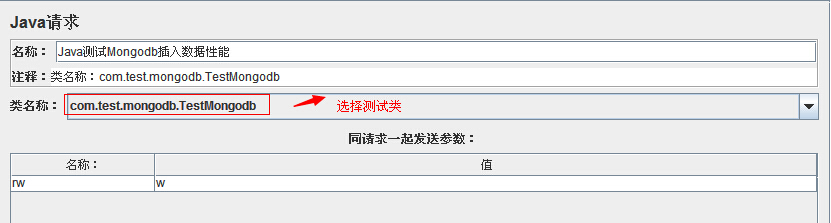 Java请求
名称： Java测试Mongodb插入数据性能
注释：类名称：com.test.mongodb.TestMongodb
类名称： com.test.mongodb.TestMongodb 选择测试类
同请求一起发送参数：
名称： 值
rw w